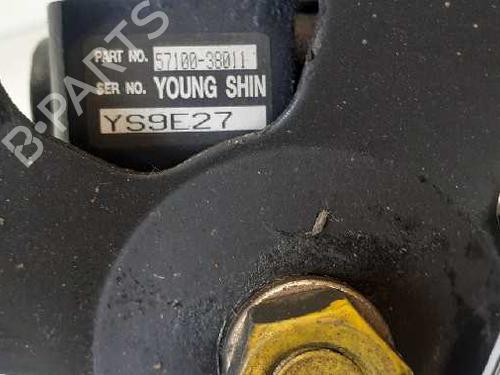 PART NO. 57100-38011
SER NO. YOUNG SHIN
YS9E27
B-PARTS